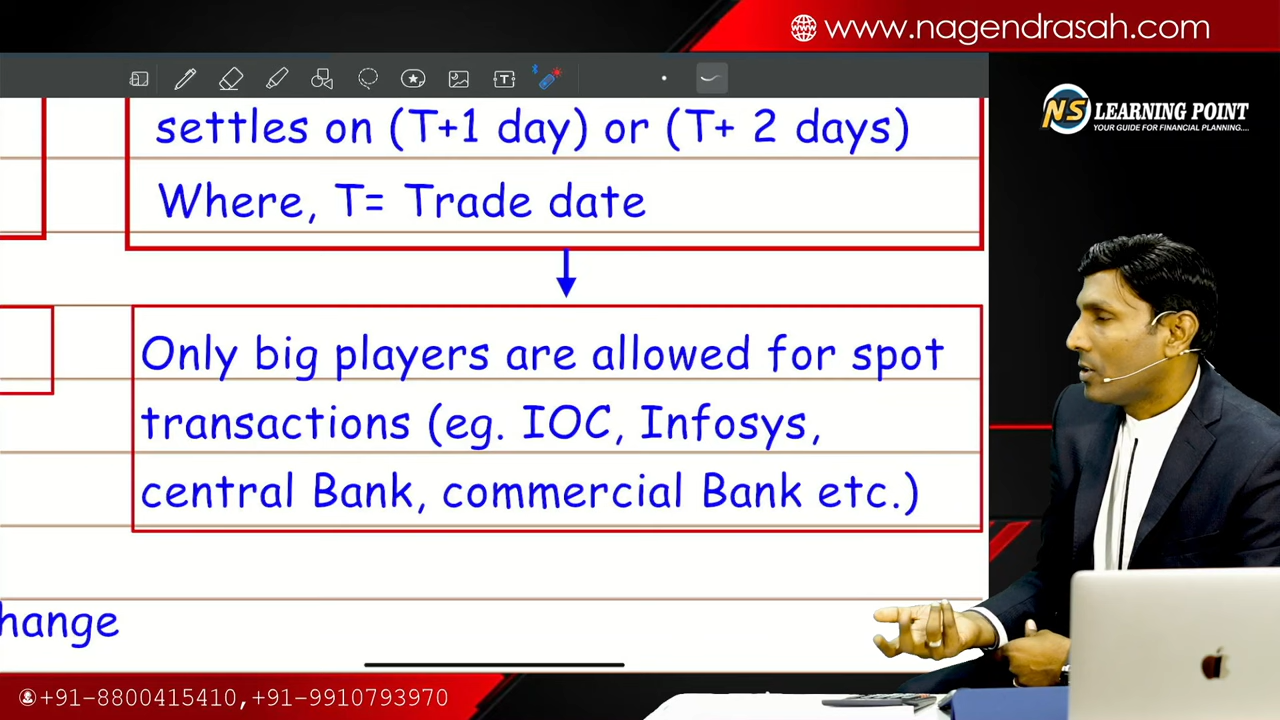 www.nagendrasah.com
NS LEARNING POINT
YOUR GUIDE FOR FINANCIAL PLANNING....
settles on (T+1 day) or (T+ 2 days)
Where, T= Trade date
Only big players are allowed for spot
transactions (eg. IOC, Infosys,
central Bank, commercial Bank etc.)
hange
+91-8800415410,+91-9910793970